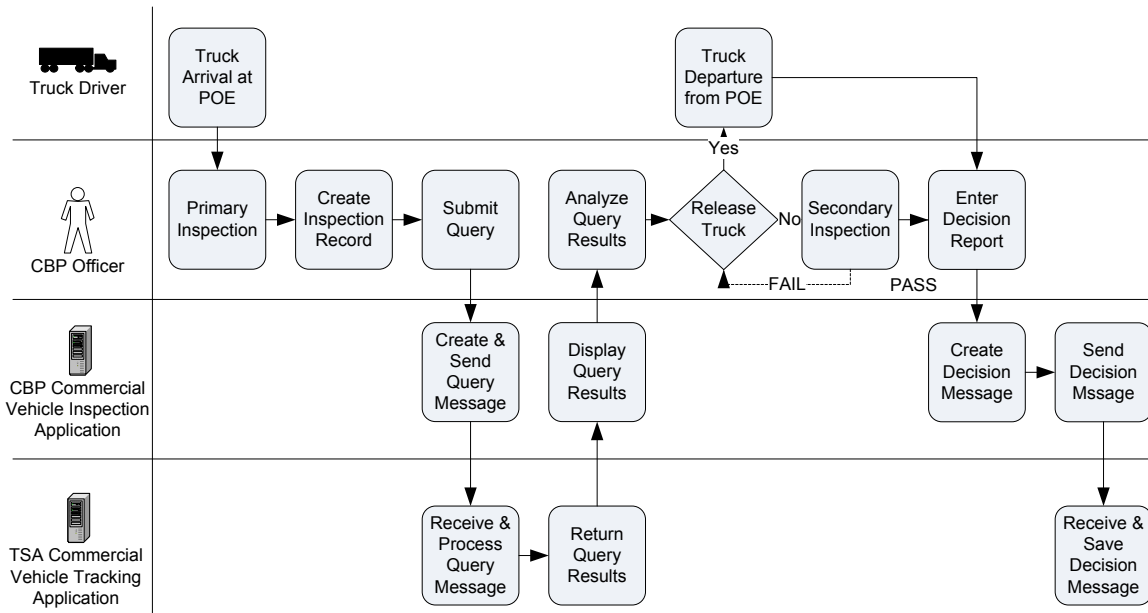 Truck Driver
Truck
Arrival at
POE
Truck
Departure
from POE
Yes
CBP Officer
Primary
Inspection
Create
Inspection
Record
Submit
Query
Analyze
Query
Results
Release
Truck
No
Secondary
Inspection
Enter
Decision
Report
FAIL
PASS
CBP Commercial
Vehicle Inspection
Application
Create &
Send
Query
Message
Display
Query
Results
Create
Decision
Message
Send
Decision
Mssage
TSA Commercial
Vehicle Tracking
Application
Receive &
Process
Query
Message
Return
Query
Results
Receive &
Save
Decision
Message